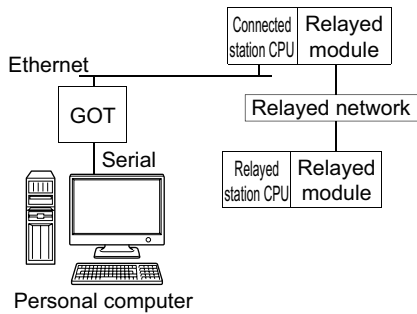 Connected
station CPU
Relayed
module
Ethernet
GOT
Relayed network
Serial
Relayed
station CPU
Relayed
module
Personal computer